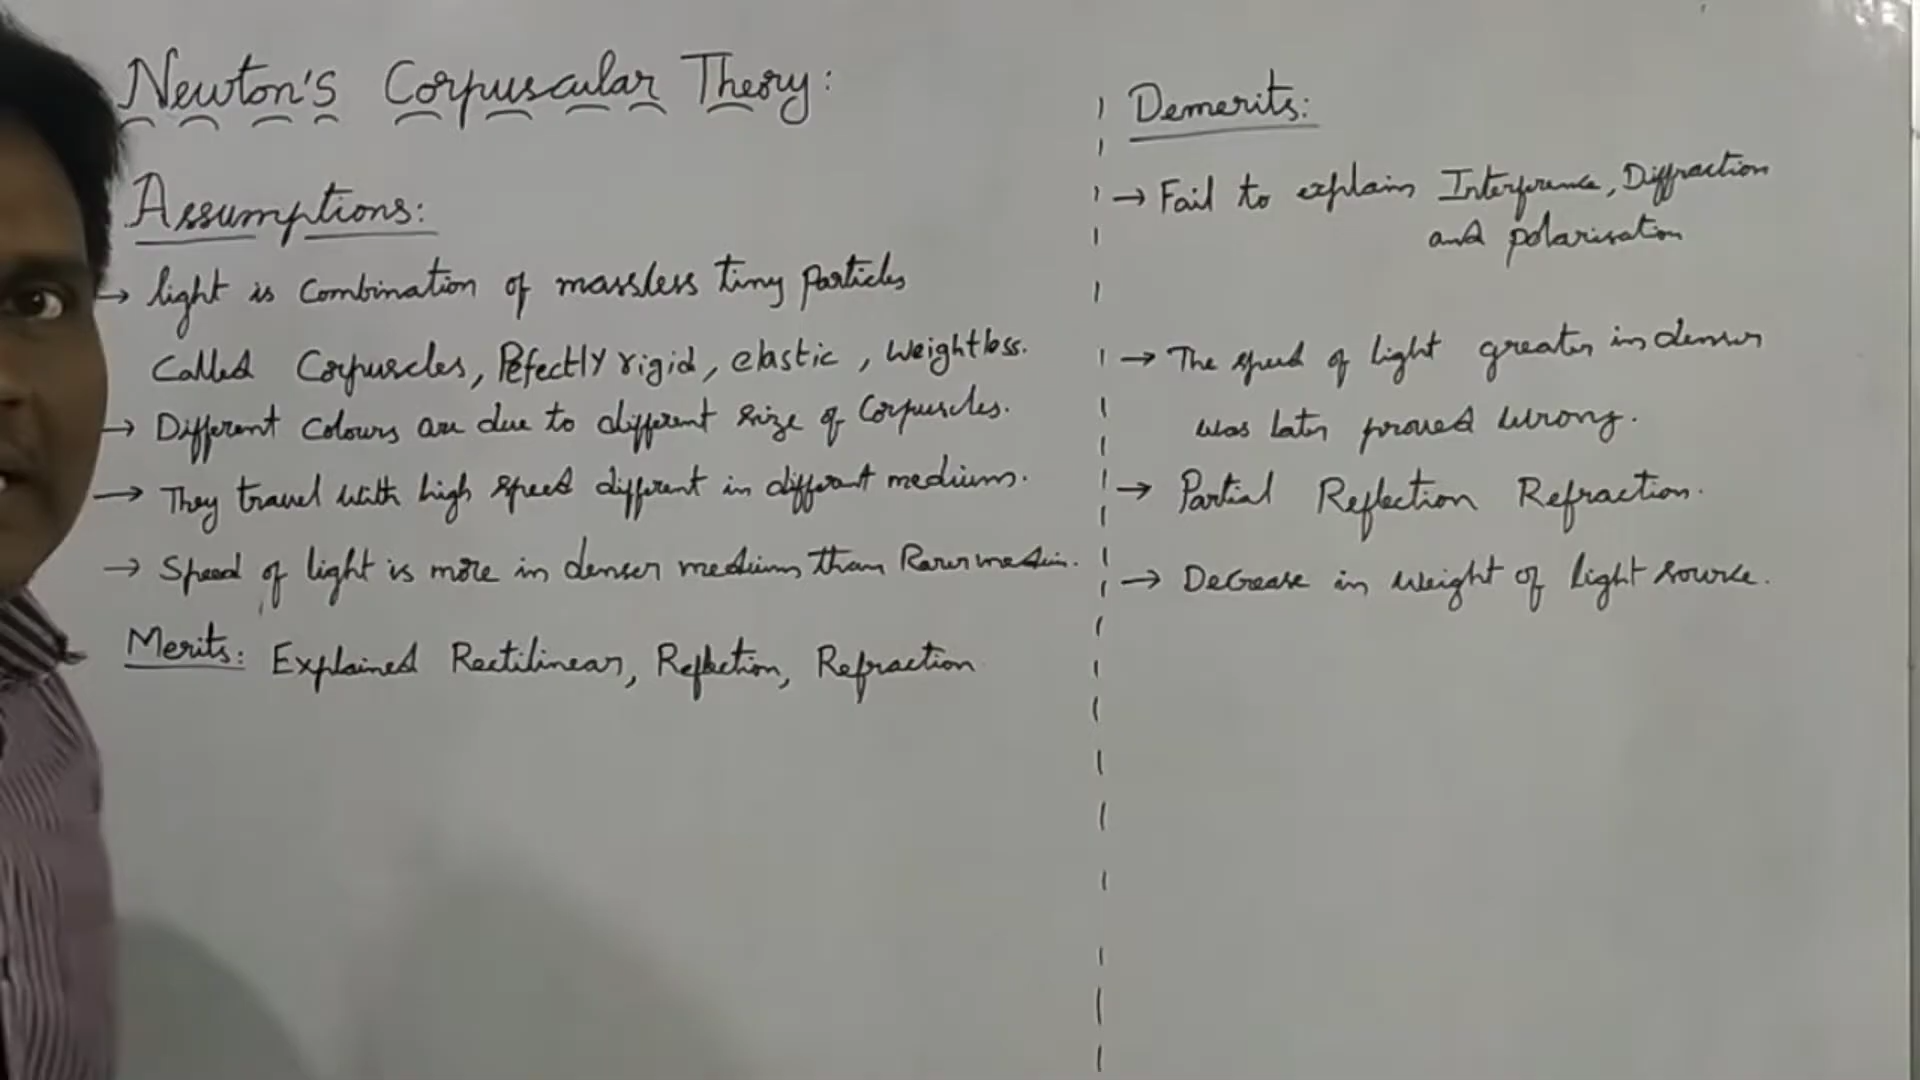 Newton's Corpuscular Theory:
Assumptions:
→ light is combination of massless tiny particles
called Corpuscles, Pefectly rigid, elastic, weightless.
→ Different colours are due to different size of Corpuscles.
→ They travel with high speed different in different mediums.
→ Speed of light is more in denser medium than Rarer medium.
Merits: Explained Rectilinear, Reflection, Refraction
Demerits:
→ Fail to explain Interference, Diffraction
and polarisation
→ The speed of light greater in denser
was later proved wrong.
→ Partial Reflection Refraction.
→ Decrease in weight of light source.